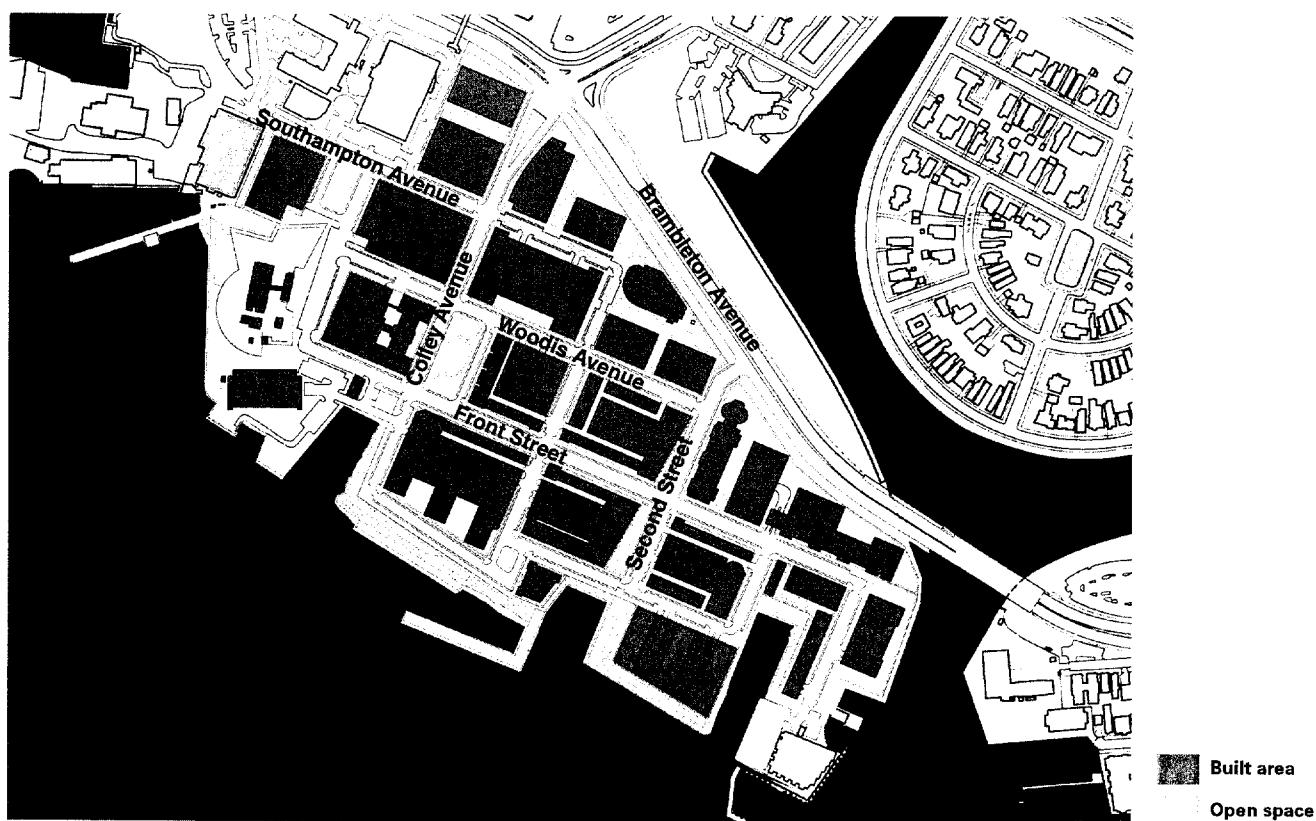 Southampton Avenue
Brambleton Avenue
Colley Avenue
Woodis Avenue
Front Street
Second Street
Built area
Open space